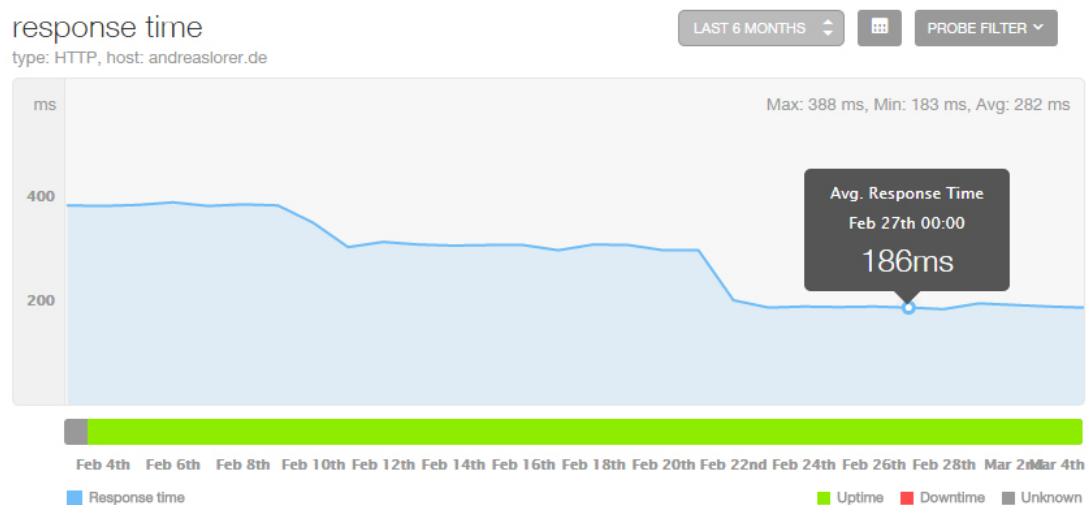 response time
LAST 6 MONTHS
PROBE FILTER
type: HTTP, host: andreaslorer.de
ms
Max: 388 ms, Min: 183 ms, Avg: 282 ms
400
Avg. Response Time
Feb 27th 00:00
186ms
200
Feb 4th Feb 6th Feb 8th Feb 10th Feb 12th Feb 14th Feb 16th Feb 18th Feb 20th Feb 22nd Feb 24th Feb 26th Feb 28th Mar 2nd Mar 4th
Response time
Uptime Downtime Unknown